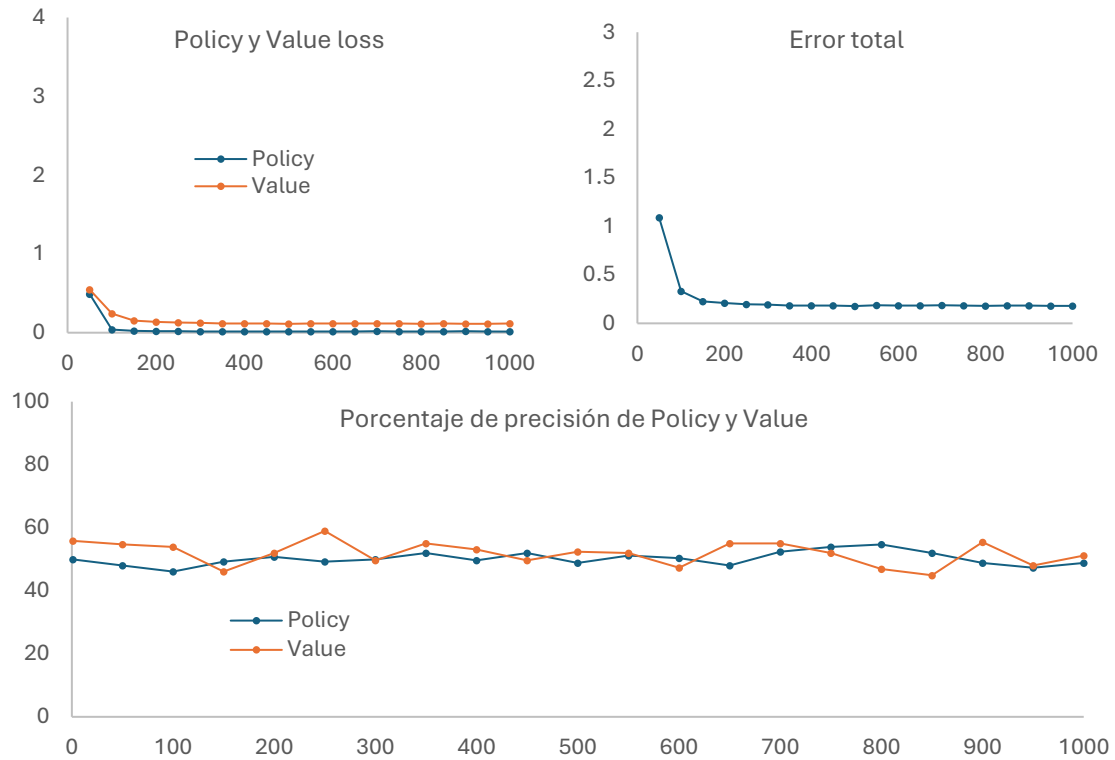 Policy y Value loss
4
3
2
1
0
Policy
Value
0 200 400 600 800 1000
Error total
3
2.5
2
1.5
1
0.5
0
0 200 400 600 800 1000
Porcentaje de precisión de Policy y Value
100
80
60
40
20
0
Policy
Value
0 100 200 300 400 500 600 700 800 900 1000